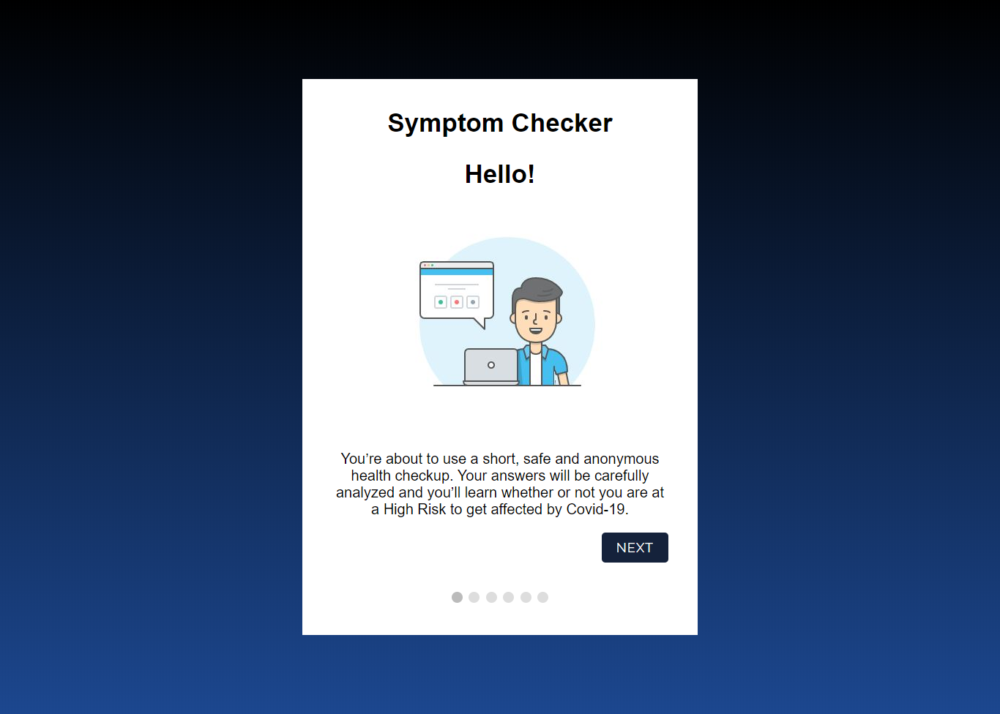 Symptom Checker
Hello!
You’re about to use a short, safe and anonymous
health checkup. Your answers will be carefully
analyzed and you’ll learn whether or not you are at
a High Risk to get affected by Covid-19.
NEXT